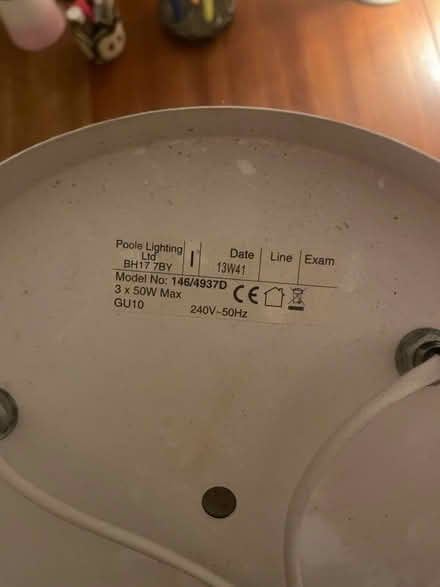 Poole Lighting
Ltd
BH17 7BY
Date Line Exam
13W41
Model No: 146/4937D
3 x 50W Max
CE
GU10 240V~50Hz